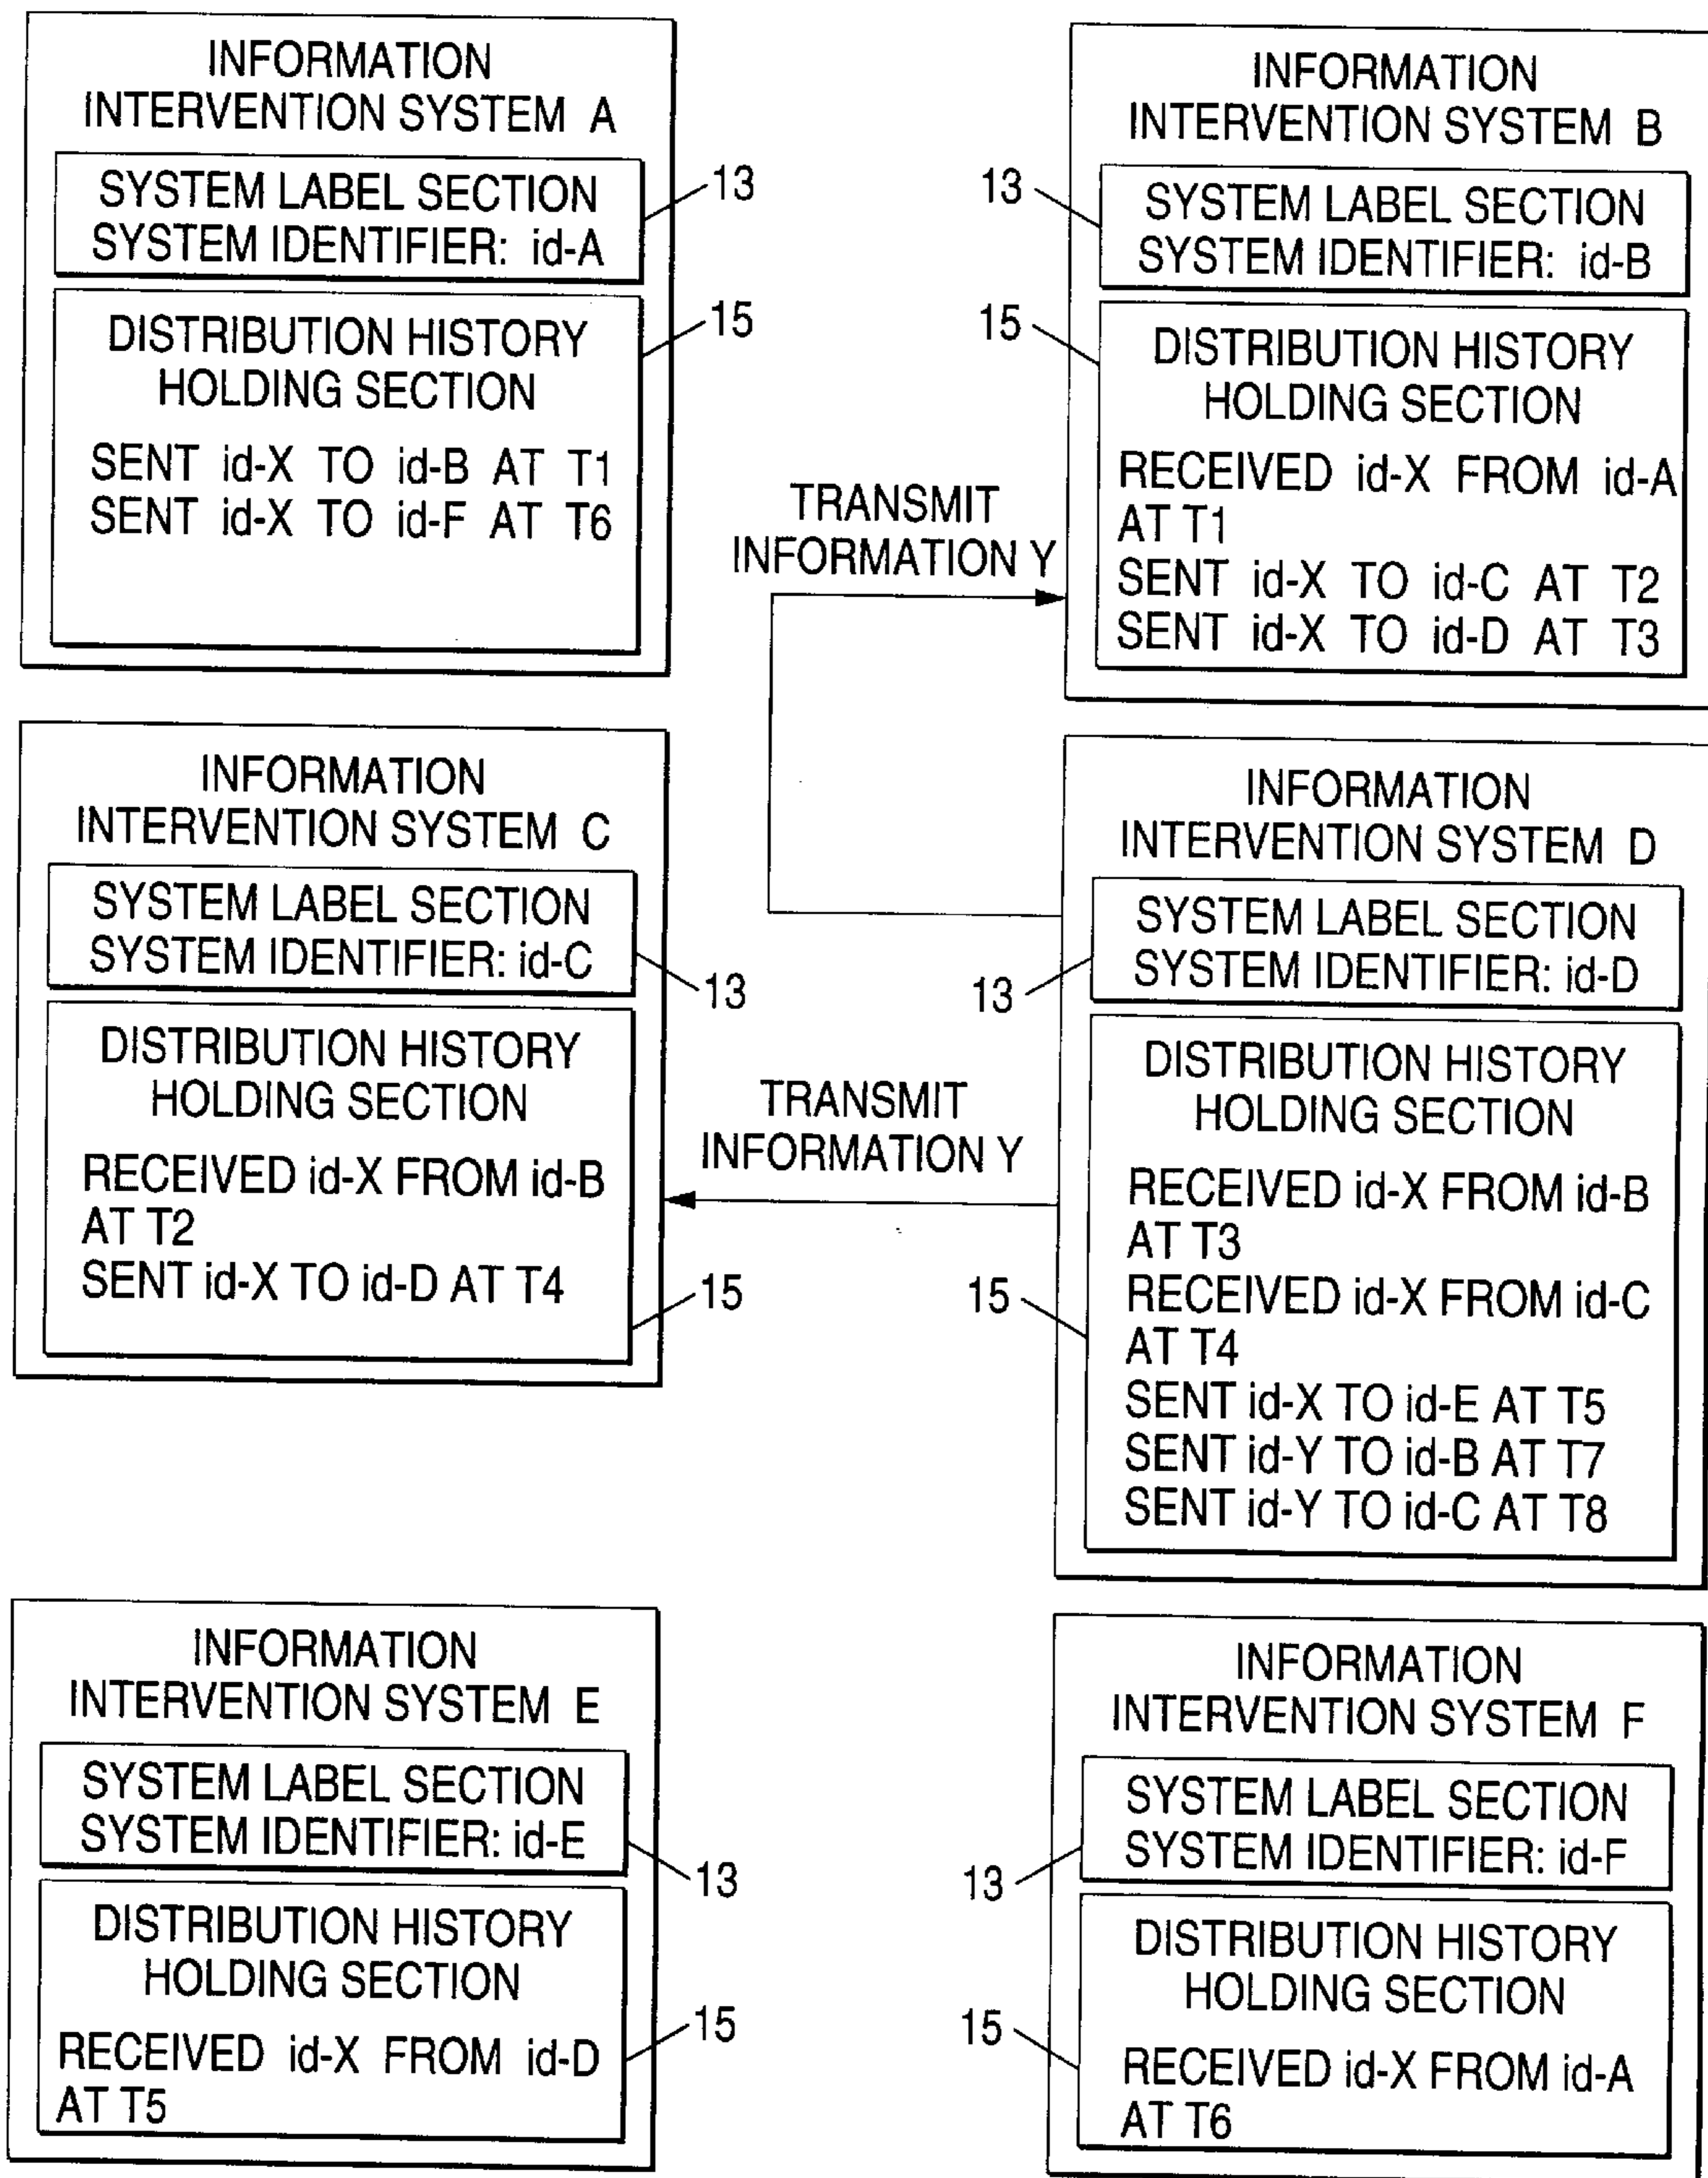 INFORMATION
INTERVENTION SYSTEM A
SYSTEM LABEL SECTION
SYSTEM IDENTIFIER: id-A
13
DISTRIBUTION HISTORY
HOLDING SECTION
15
SENT id-X TO id-B AT T1
SENT id-X TO id-F AT T6
INFORMATION
INTERVENTION SYSTEM B
13
SYSTEM LABEL SECTION
SYSTEM IDENTIFIER: id-B
15
DISTRIBUTION HISTORY
HOLDING SECTION
RECEIVED id-X FROM id-A
AT T1
SENT id-X TO id-C AT T2
SENT id-X TO id-D AT T3
TRANSMIT
INFORMATION Y
INFORMATION
INTERVENTION SYSTEM C
SYSTEM LABEL SECTION
SYSTEM IDENTIFIER: id-C
13
DISTRIBUTION HISTORY
HOLDING SECTION
RECEIVED id-X FROM id-B
AT T2
SENT id-X TO id-D AT T4
15
TRANSMIT
INFORMATION Y
INFORMATION
INTERVENTION SYSTEM D
SYSTEM LABEL SECTION
SYSTEM IDENTIFIER: id-D
13
DISTRIBUTION HISTORY
HOLDING SECTION
RECEIVED id-X FROM id-B
AT T3
RECEIVED id-X FROM id-C
AT T4
15
SENT id-X TO id-E AT T5
SENT id-Y TO id-B AT T7
SENT id-Y TO id-C AT T8
INFORMATION
INTERVENTION SYSTEM E
SYSTEM LABEL SECTION
SYSTEM IDENTIFIER: id-E
13
DISTRIBUTION HISTORY
HOLDING SECTION
15
RECEIVED id-X FROM id-D
AT T5
INFORMATION
INTERVENTION SYSTEM F
SYSTEM LABEL SECTION
SYSTEM IDENTIFIER: id-F
13
DISTRIBUTION HISTORY
HOLDING SECTION
15
RECEIVED id-X FROM id-A
AT T6